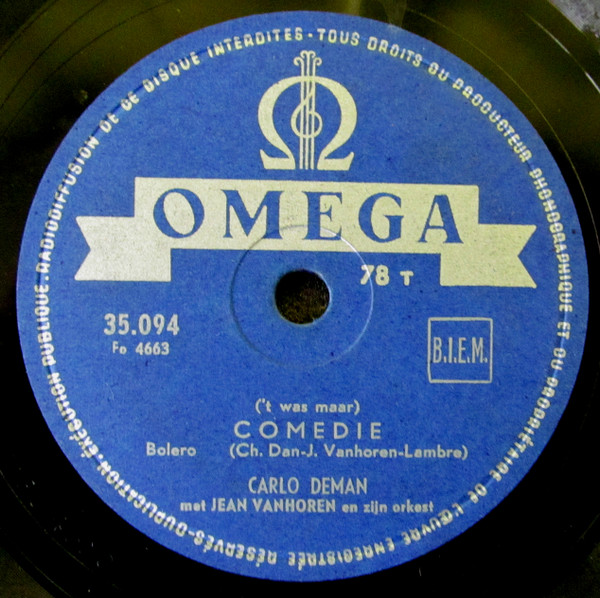 TOUS DROITS DU PRODUCTEUR PHONOGRAPHIQUE ET DU PROPRIÉTAIRE DE L'ŒUVRE ENREGISTRÉE RÉSERVÉS-DUPLICATION, EXÉCUTION PUBLIQUE, RADIODIFFUSION DE CE DISQUE INTERDITES-
OMEGA
78 T
35.094
Fo 4663
B.I.E.M.
('t was maar)
COMEDIE
Bolero (Ch. Dan-J. Vanhoren-Lambre)
CARLO DEMAN
met JEAN VANHOREN en zijn orkest